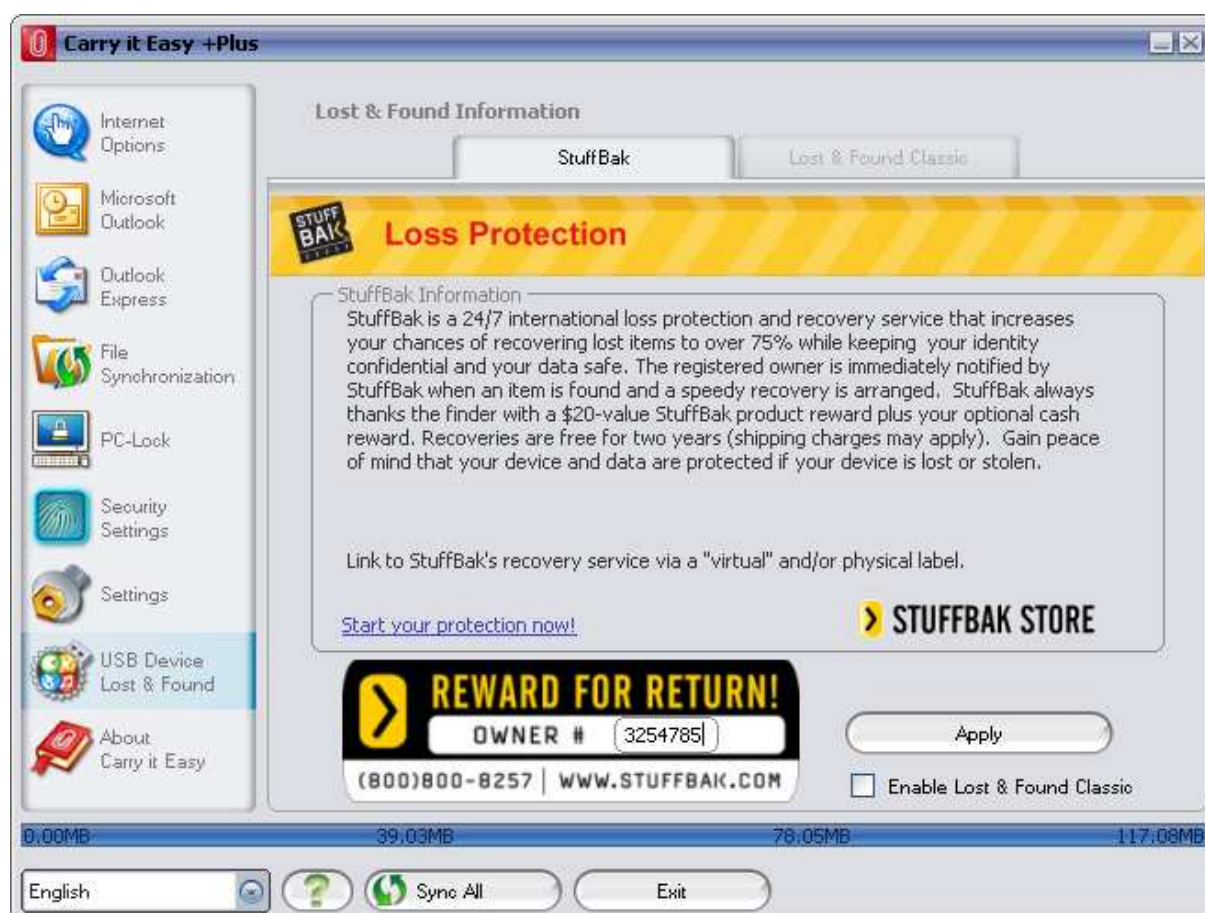 Carry it Easy +Plus
Internet
Options
Microsoft
Outlook
Outlook
Express
File
Synchronization
PC-Lock
Security
Settings
Settings
USB Device
Lost & Found
About
Carry it Easy
Lost & Found Information
StuffBak
Lost & Found Classic
STUFF
BAK
Loss Protection
StuffBak Information
StuffBak is a 24/7 international loss protection and recovery service that increases
your chances of recovering lost items to over 75% while keeping your identity
confidential and your data safe. The registered owner is immediately notified by
StuffBak when an item is found and a speedy recovery is arranged. StuffBak always
thanks the finder with a $20-value StuffBak product reward plus your optional cash
reward. Recoveries are free for two years (shipping charges may apply). Gain peace
of mind that your device and data are protected if your device is lost or stolen.
Link to StuffBak's recovery service via a "virtual" and/or physical label.
Start your protection now!
STUFFBAK STORE
REWARD FOR RETURN!
OWNER # 3254785
(800)800-8257 | WWW.STUFFBAK.COM
Apply
Enable Lost & Found Classic
0.00MB 39.03MB 78.05MB 117.08MB
English
? Sync All Exit